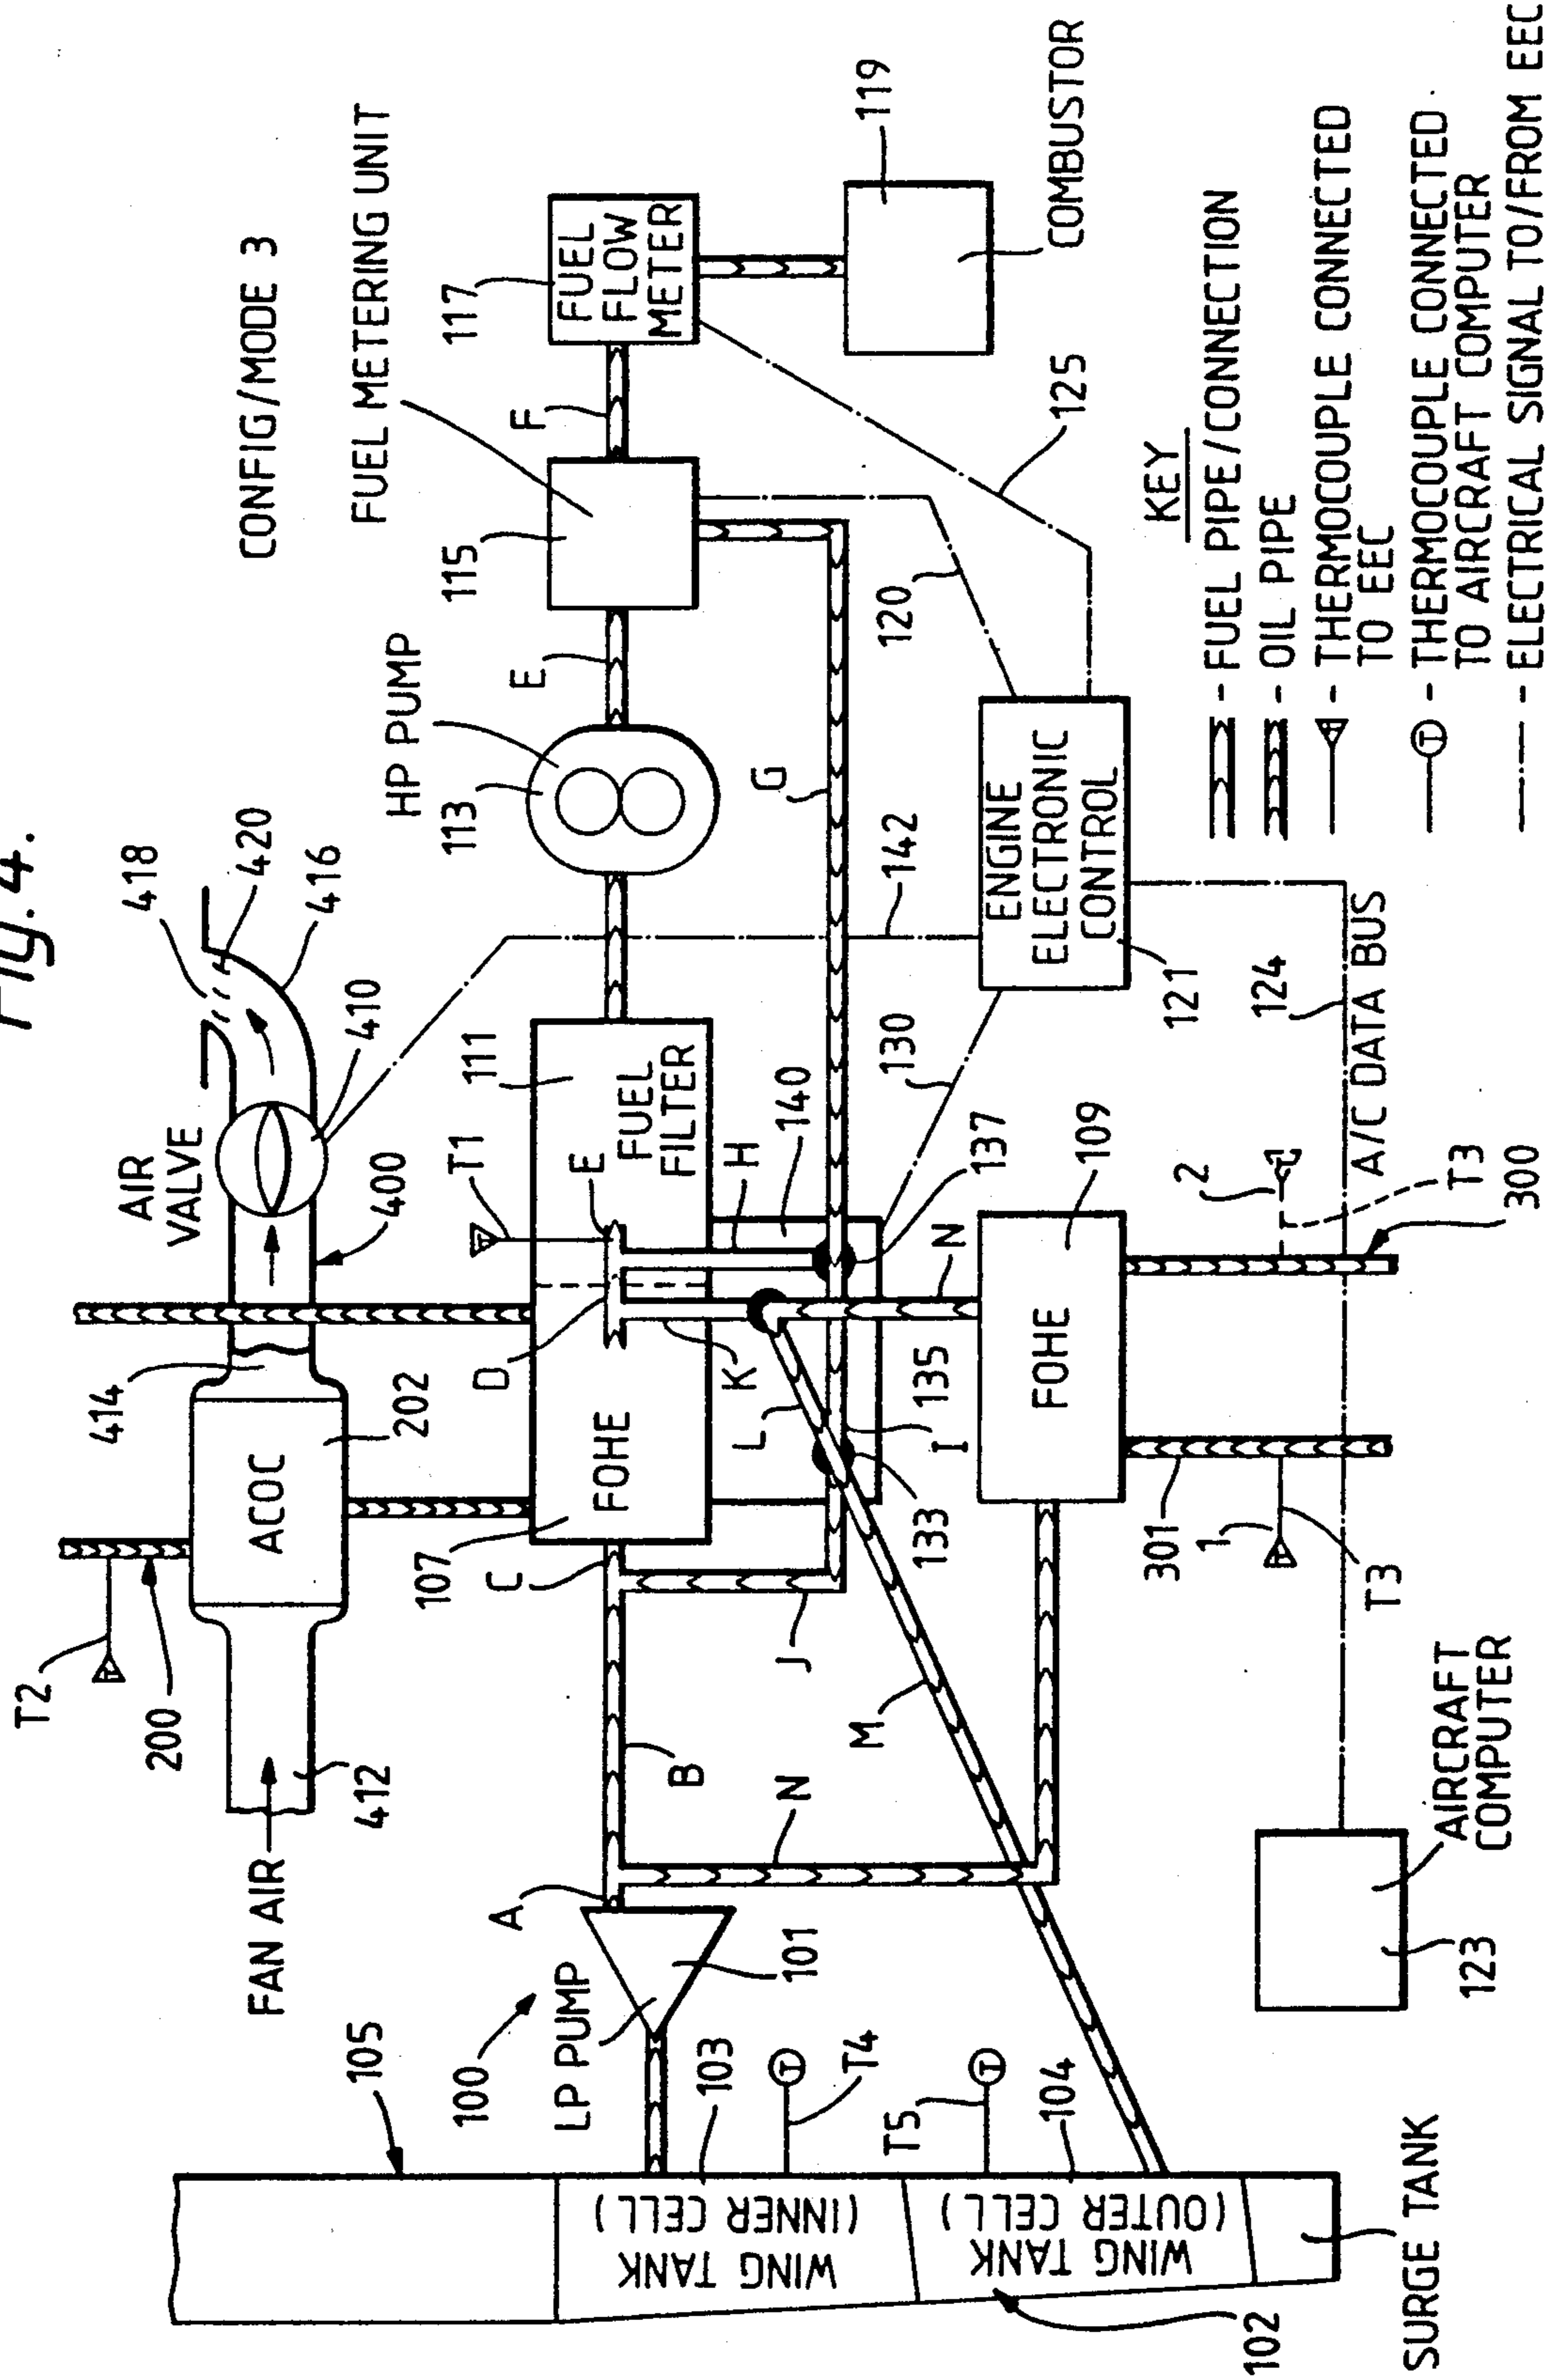 Fig. 4.
CONFIG/MODE 3
FUEL METERING UNIT
HP PUMP
AIR
VALVE
FAN AIR
LP PUMP
T2
200
412
414
202
ACOC
400
410
416
418
420
T1
111
107
C
D
E
FOHE
FUEL
FILTER
113
E
115
F
117
FUEL
FLOW
METER
119
COMBUSTOR
100
105
A
101
B
N
J
K
H
L
140
G
142
120
125
103
T4
T5
104
M
133
135
I
137
N
130
109
FOHE
ENGINE
ELECTRONIC
CONTROL
121
124
A/C DATA BUS
301
1
T3
2
T3
300
WING TANK
(INNER CELL)
WING TANK
(OUTER CELL)
102
SURGE TANK
123
AIRCRAFT
COMPUTER
KEY
- FUEL PIPE/CONNECTION
- OIL PIPE
T - THERMOCOUPLE CONNECTED
TO EEC
T - THERMOCOUPLE CONNECTED
TO AIRCRAFT COMPUTER
- ELECTRICAL SIGNAL TO/FROM EEC
T
T
T
T
T
T